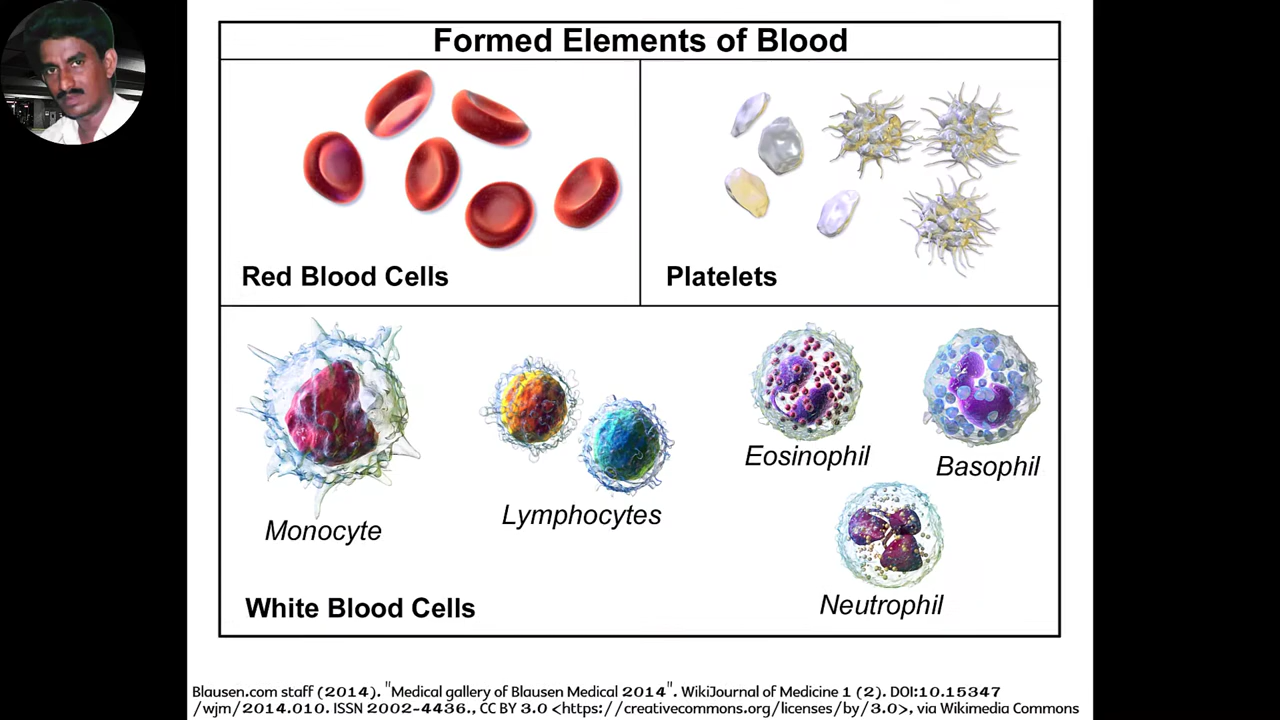 Formed Elements of Blood
Red Blood Cells
Platelets
Monocyte
Lymphocytes
Eosinophil
Basophil
Neutrophil
White Blood Cells
Blausen.com staff (2014). "Medical gallery of Blausen Medical 2014". WikiJournal of Medicine 1 (2). DOI:10.15347
/wjm/2014.010. ISSN 2002-4436., CC BY 3.0 <https://creativecommons.org/licenses/by/3.0>, via Wikimedia Commons